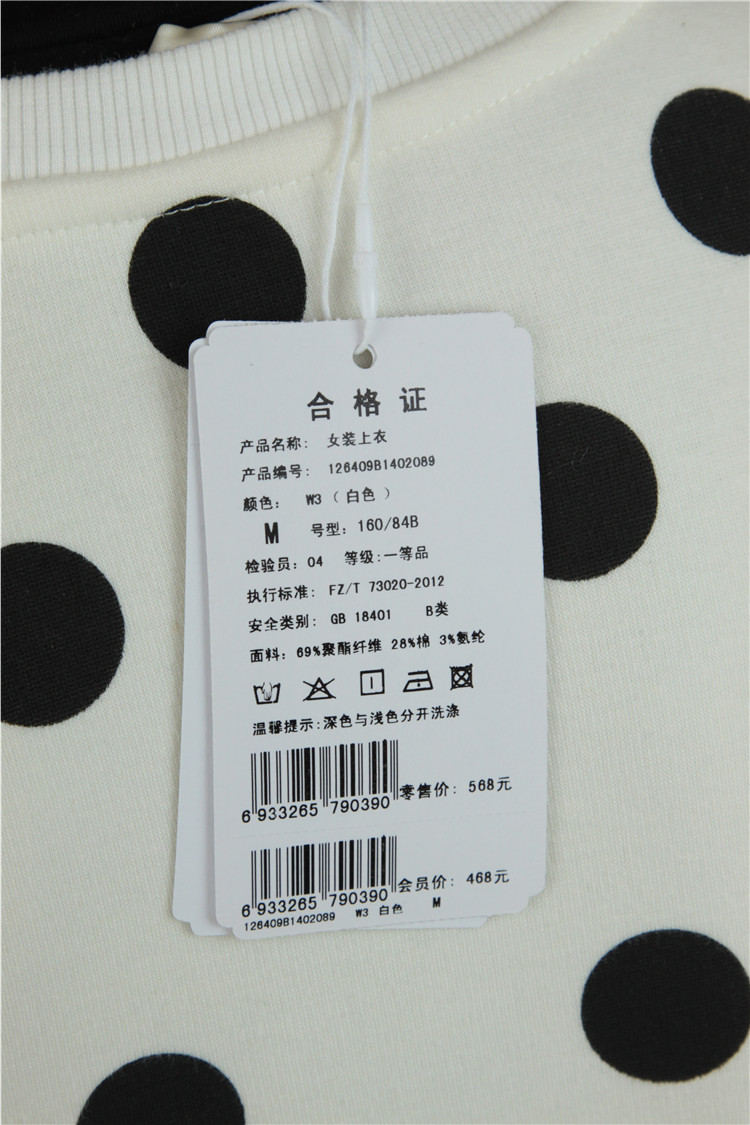 合格证
产品名称: 女装上衣
产品编号: 126409B1402089
颜色: W3 ( 白色 )
M 号型: 160/84B
检验员: 04 等级:一等品
执行标准: FZ/T 73020-2012
安全类别: GB 18401 B类
面料: 69%聚酯纤维 28%棉 3%氨纶
温馨提示:深色与浅色分开洗涤
6 933265 790390 零售价: 568元
6 933265 790390 会员价: 468元
126409B1402089 W3 白色 M